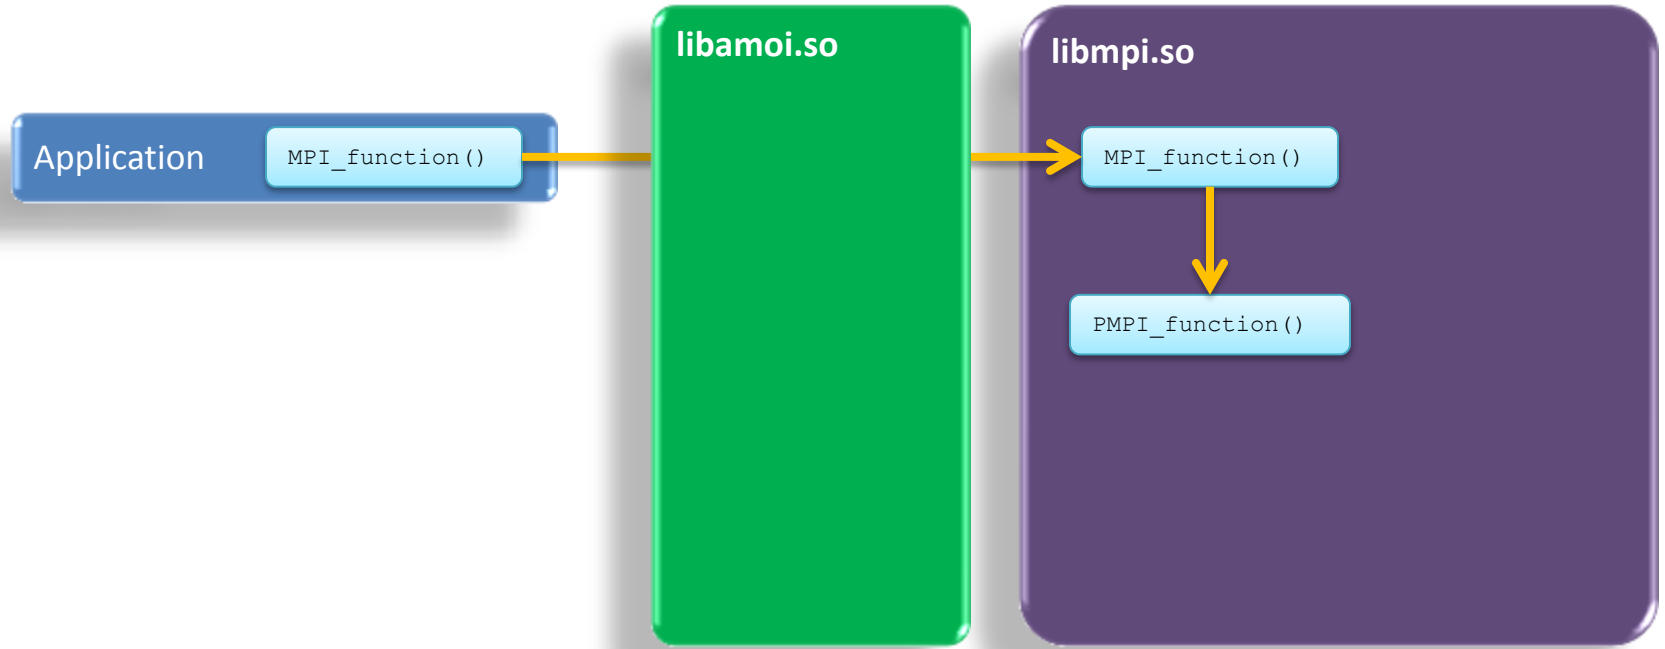 libamoi.so
libmpi.so
Application
MPI_function()
MPI_function()
PMPI_function()